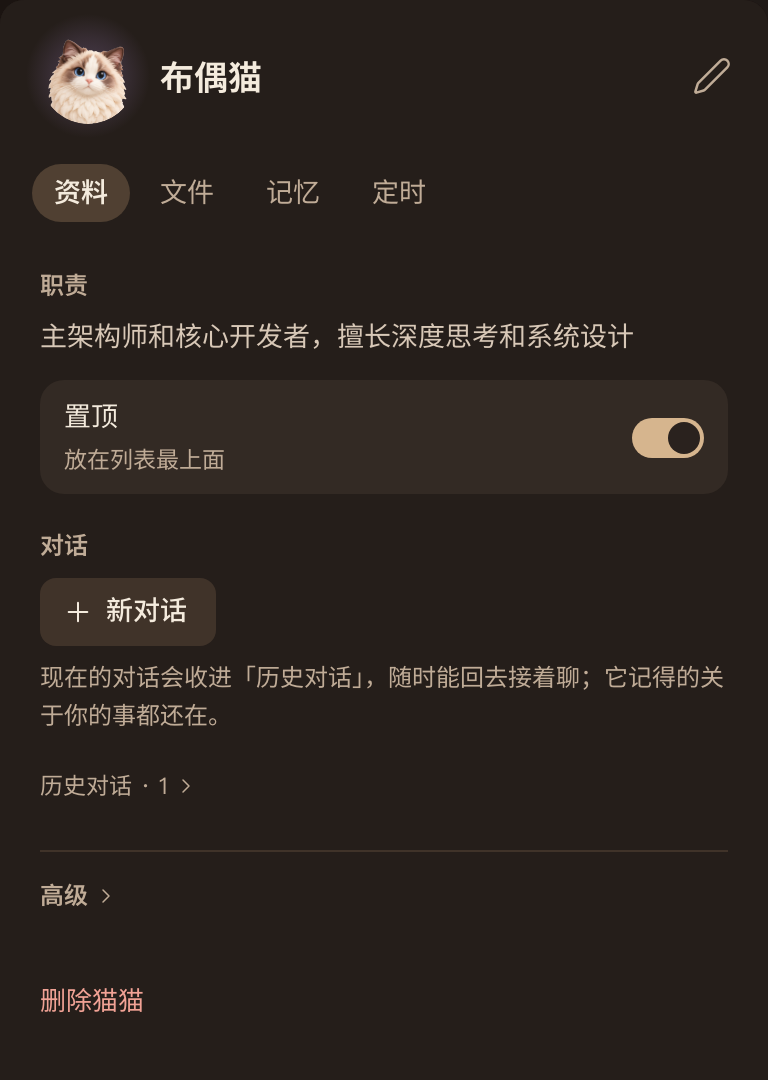 布偶猫
资料 文件 记忆 定时
职责
主架构师和核心开发者，擅长深度思考和系统设计
置顶
放在列表最上面
对话
+ 新对话
现在的对话会收进「历史对话」，随时能回去接着聊；它记得的关
于你的事都还在。
历史对话 · 1 >
高级 >
删除猫猫